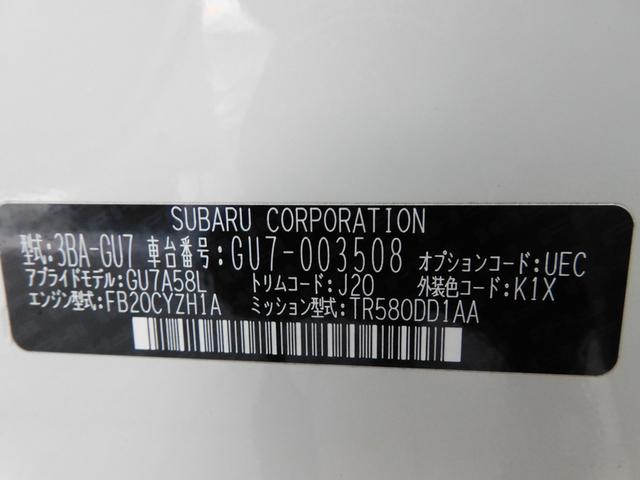 SUBARU CORPORATION
型式:3BA-GU7 車台番号:GU7-003508 オプションコード:UEC
アプライドモデル:GU7A58L トリムコード:J20 外装色コード:K1X
エンジン型式:FB20CYZH1A ミッション型式:TR580DD1AA